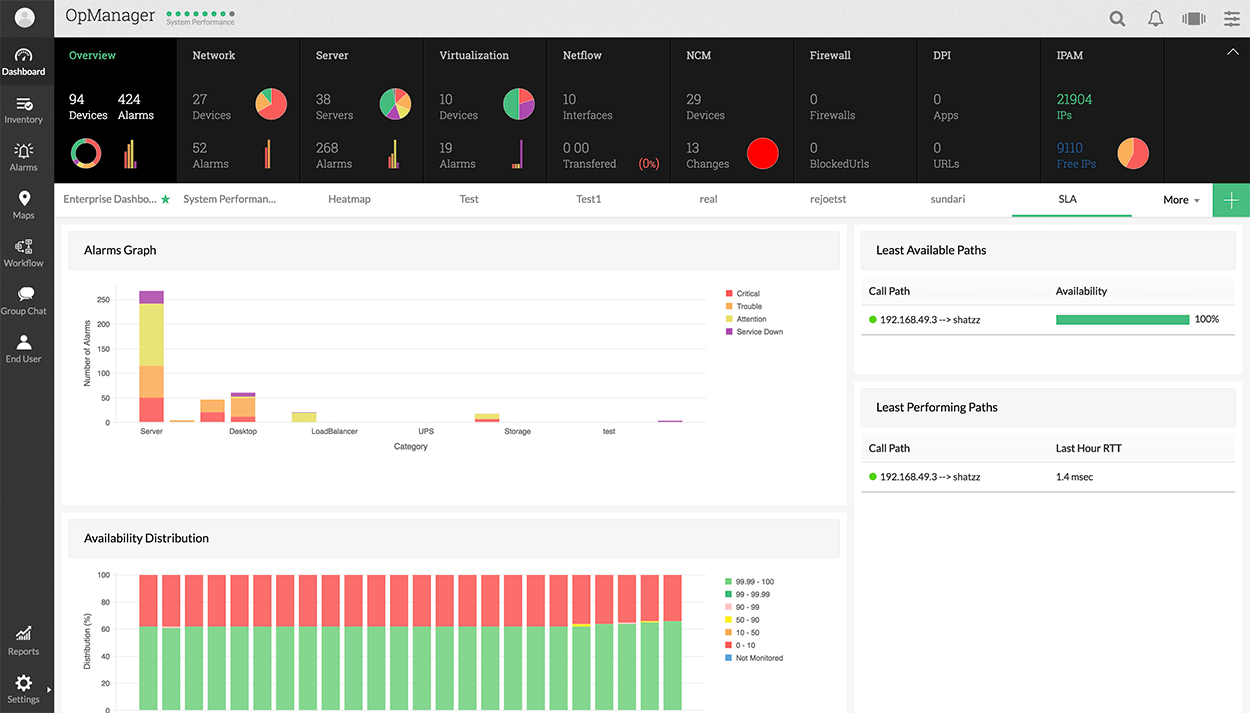 OpManager
System Performance
Dashboard
Inventory
Alarms
Maps
Workflow
Group Chat
End User
Reports
Settings
Overview
94 424
Devices Alarms
Network
27
Devices
52
Alarms
Server
38
Servers
268
Alarms
Virtualization
10
Devices
19
Alarms
Netflow
10
Interfaces
0 00
Transfered (0%)
NCM
29
Devices
13
Changes
Firewall
0
Firewalls
0
BlockedUrls
DPI
0
Apps
0
URLs
IPAM
21904
IPs
9110
Free IPs
Enterprise Dashbo... System Performan... Heatmap Test Test1 real rejoetst sundari SLA More
Alarms Graph
Number of Alarms
250
200
150
100
50
0
Server Desktop LoadBalancer UPS Storage test
Category
Critical
Trouble
Attention
Service Down
Availability Distribution
Distribution (%)
100
80
60
40
20
0
99.99 - 100
99 - 99.99
90 - 99
50 - 90
10 - 50
0 - 10
Not Monitored
Least Available Paths
Call Path Availability
192.168.49.3 --> shatzz 100%
Least Performing Paths
Call Path Last Hour RTT
192.168.49.3 --> shatzz 1.4 msec